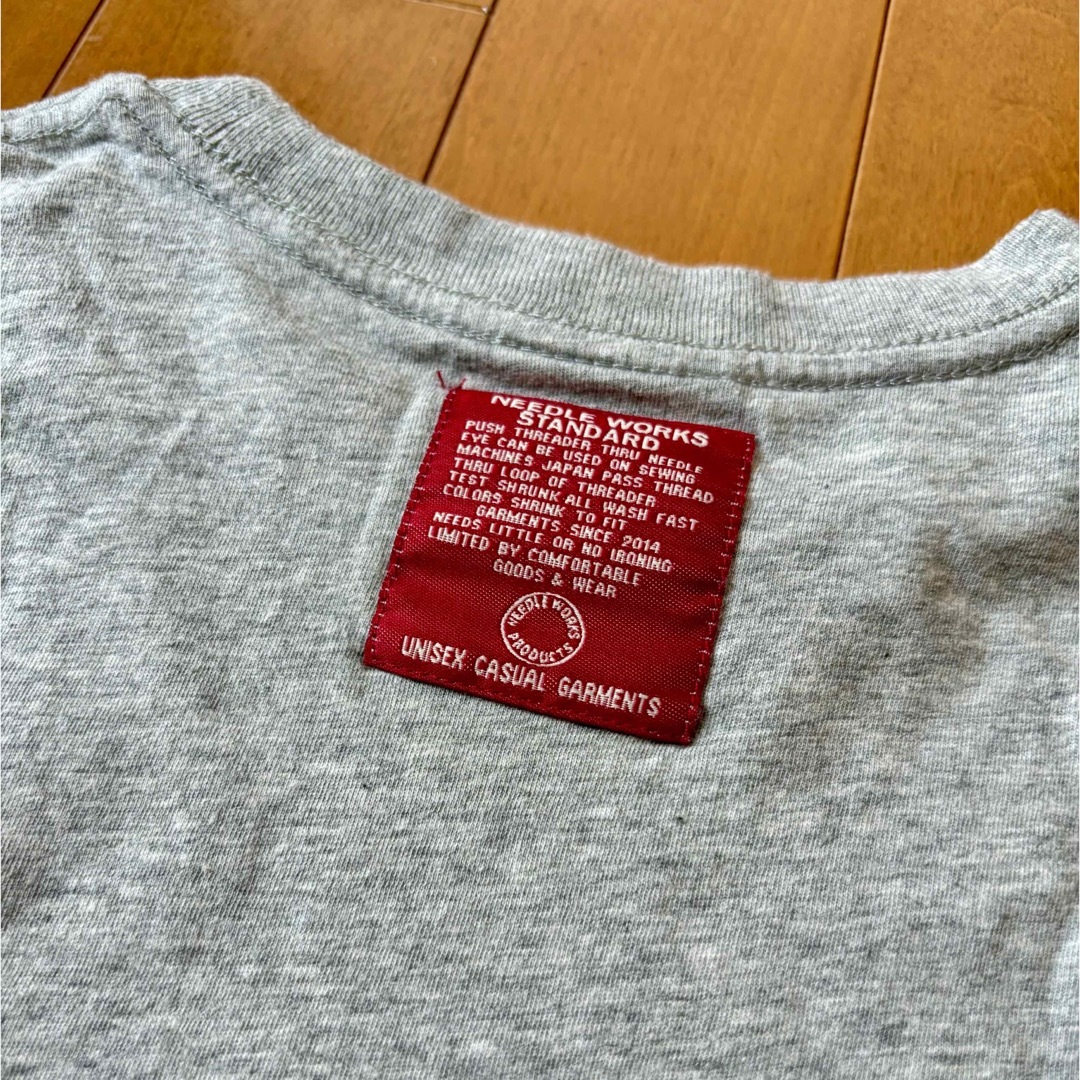 NEEDLE WORKS
STANDARD
PUSH THREADER THRU NEEDLE
EYE CAN BE USED ON SEWING
MACHINES JAPAN PASS THREAD
THRU LOOP OF THREADER
TEST SHRUNK ALL WASH FAST
COLORS SHRINK TO FIT
GARMENTS SINCE 2014
NEEDS LITTLE OR NO IRONING
LIMITED BY COMFORTABLE
GOODS & WEAR
NEEDLE WORKS
PRODUCTS
UNISEX CASUAL GARMENTS